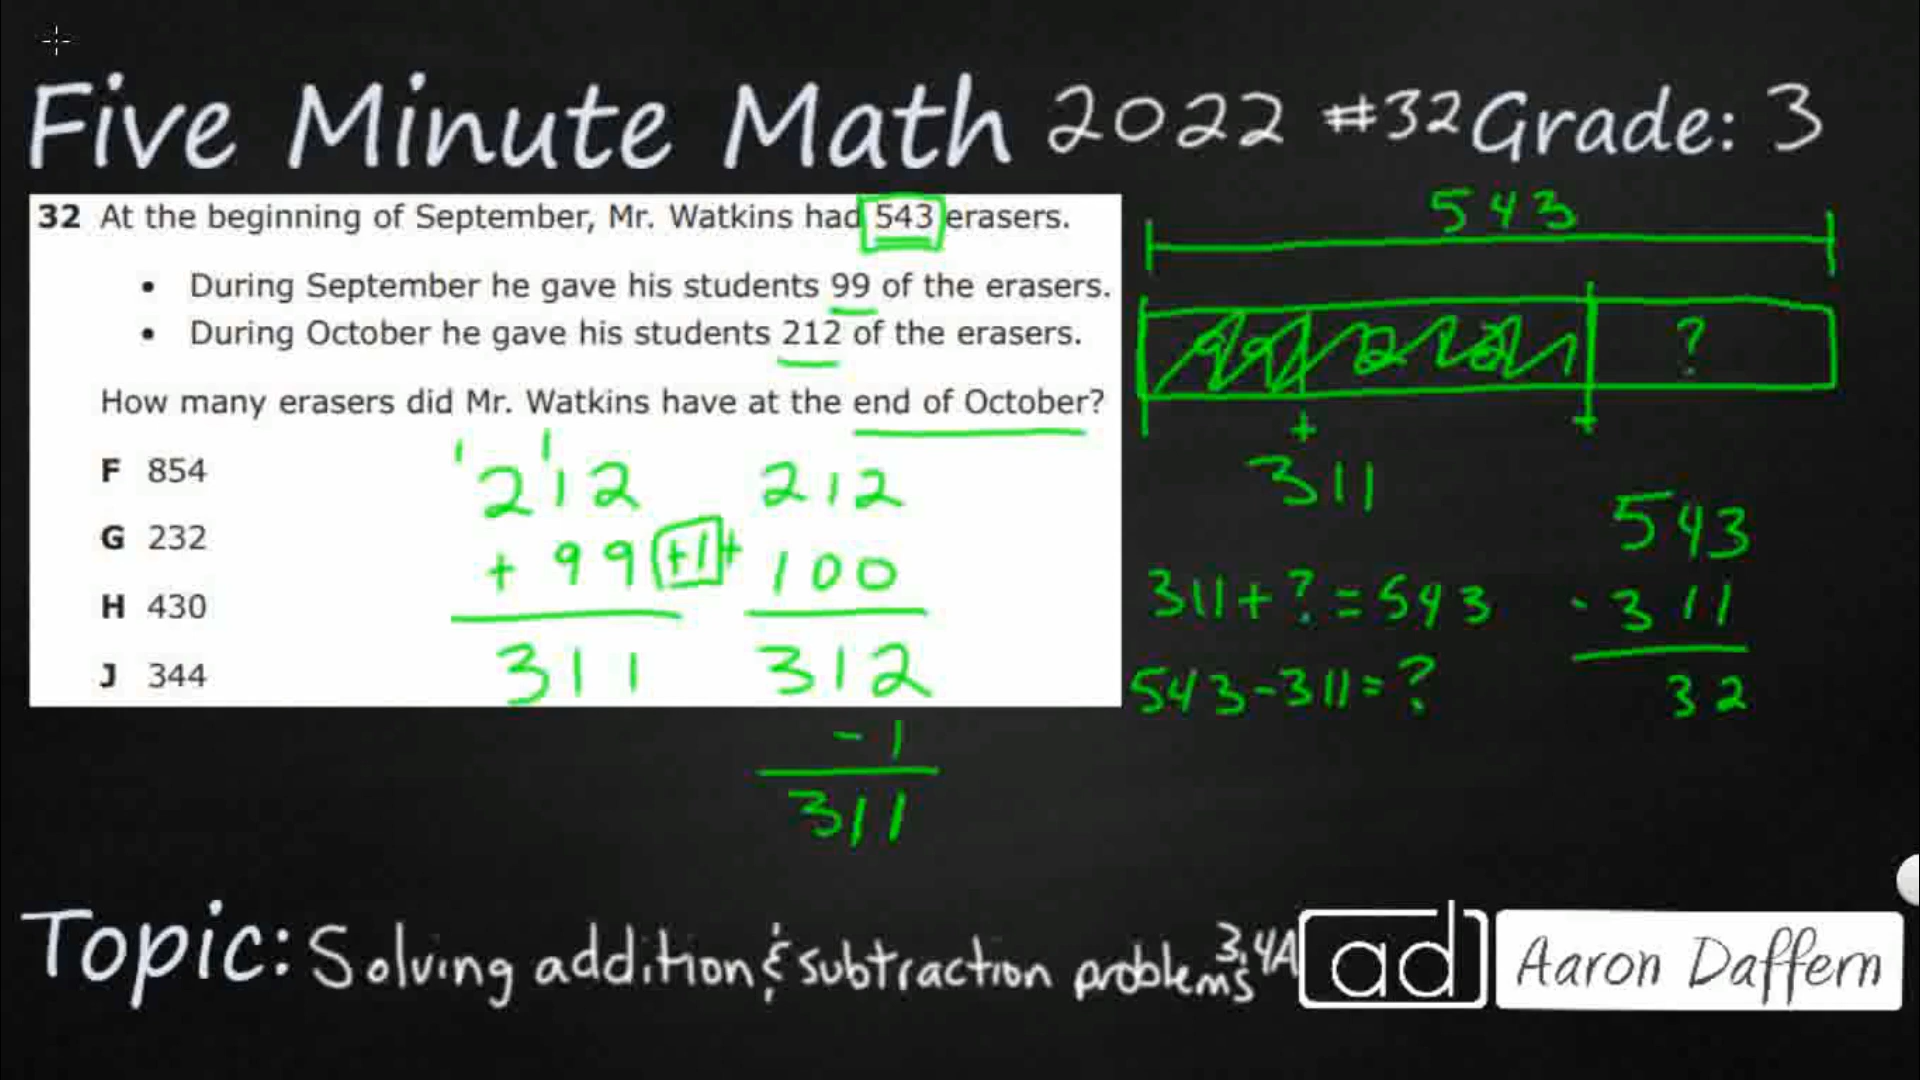 Five Minute Math 2022 #32 Grade: 3
32 At the beginning of September, Mr. Watkins had 543 erasers.
• During September he gave his students 99 of the erasers.
• During October he gave his students 212 of the erasers.
How many erasers did Mr. Watkins have at the end of October?
F 854
G 232
H 430
J 344
1 1
212
+ 99 +1
311
212
+ 100
312
- 1
311
543
?
+
311
311 + ? = 543
543 - 311 = ?
543
- 311
32
Topic: Solving addition & subtraction problems 3.4A
ad
Aaron Daffern